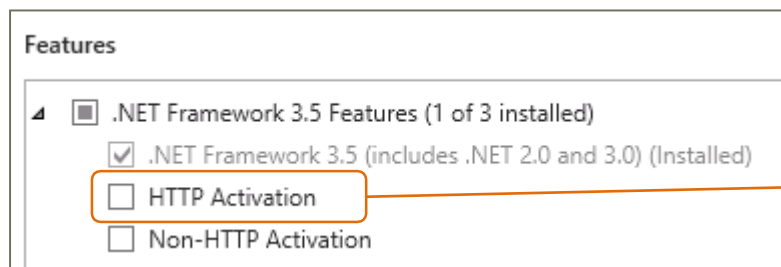 Features
.NET Framework 3.5 Features (1 of 3 installed)
.NET Framework 3.5 (includes .NET 2.0 and 3.0) (Installed)
HTTP Activation
Non-HTTP Activation